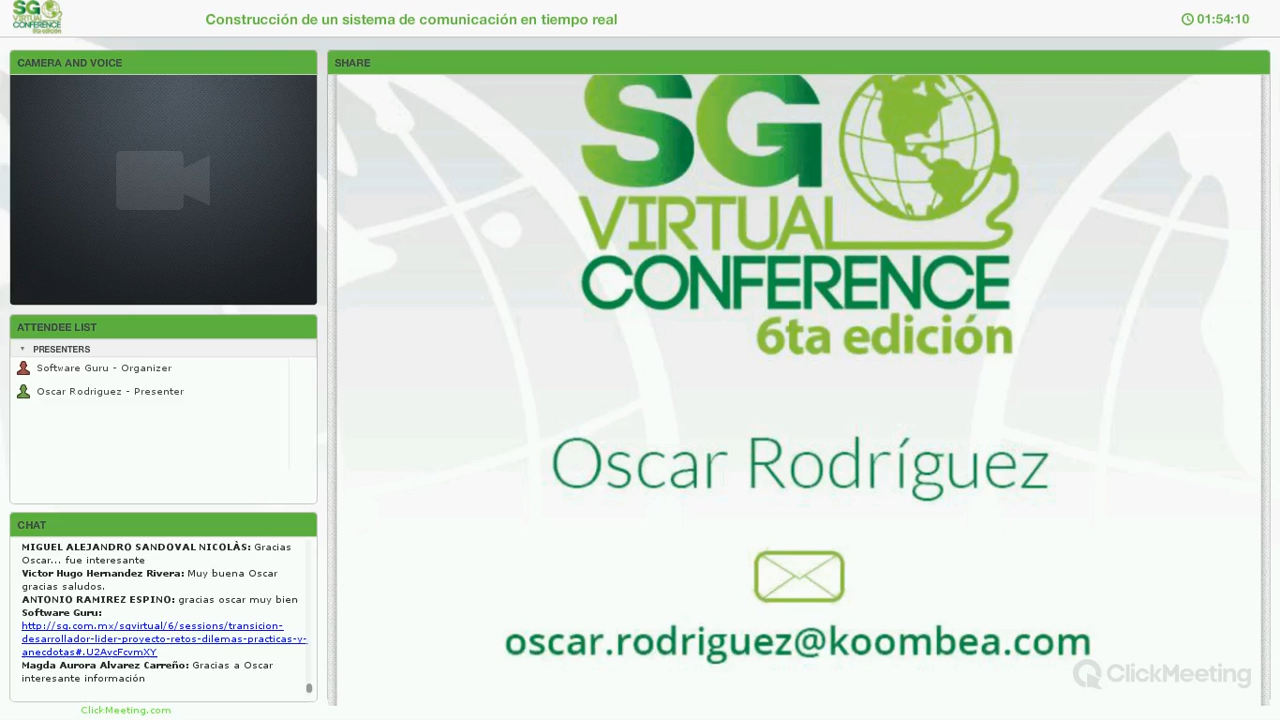 SG
VIRTUAL
CONFERENCE
6ta edición
Construcción de un sistema de comunicación en tiempo real
01:54:10
CAMERA AND VOICE
ATTENDEE LIST
PRESENTERS
Software Guru - Organizer
Oscar Rodriguez - Presenter
CHAT
MIGUEL ALEJANDRO SANDOVAL NICOLÀS: Gracias
Oscar... fue interesante
Victor Hugo Hernandez Rivera: Muy buena Oscar
gracias saludos.
ANTONIO RAMIREZ ESPINO: gracias oscar muy bien
Software Guru:
http://sg.com.mx/sgvirtual/6/sessions/transicion-
desarrollador-lider-proyecto-retos-dilemas-practicas-y-
anecdotas#.U2AvcFcvmXY
Magda Aurora Alvarez Carreño: Gracias a Oscar
interesante información
ClickMeeting.com
SHARE
SG
VIRTUAL
CONFERENCE
6ta edición
Oscar Rodríguez
oscar.rodriguez@koombea.com
ClickMeeting